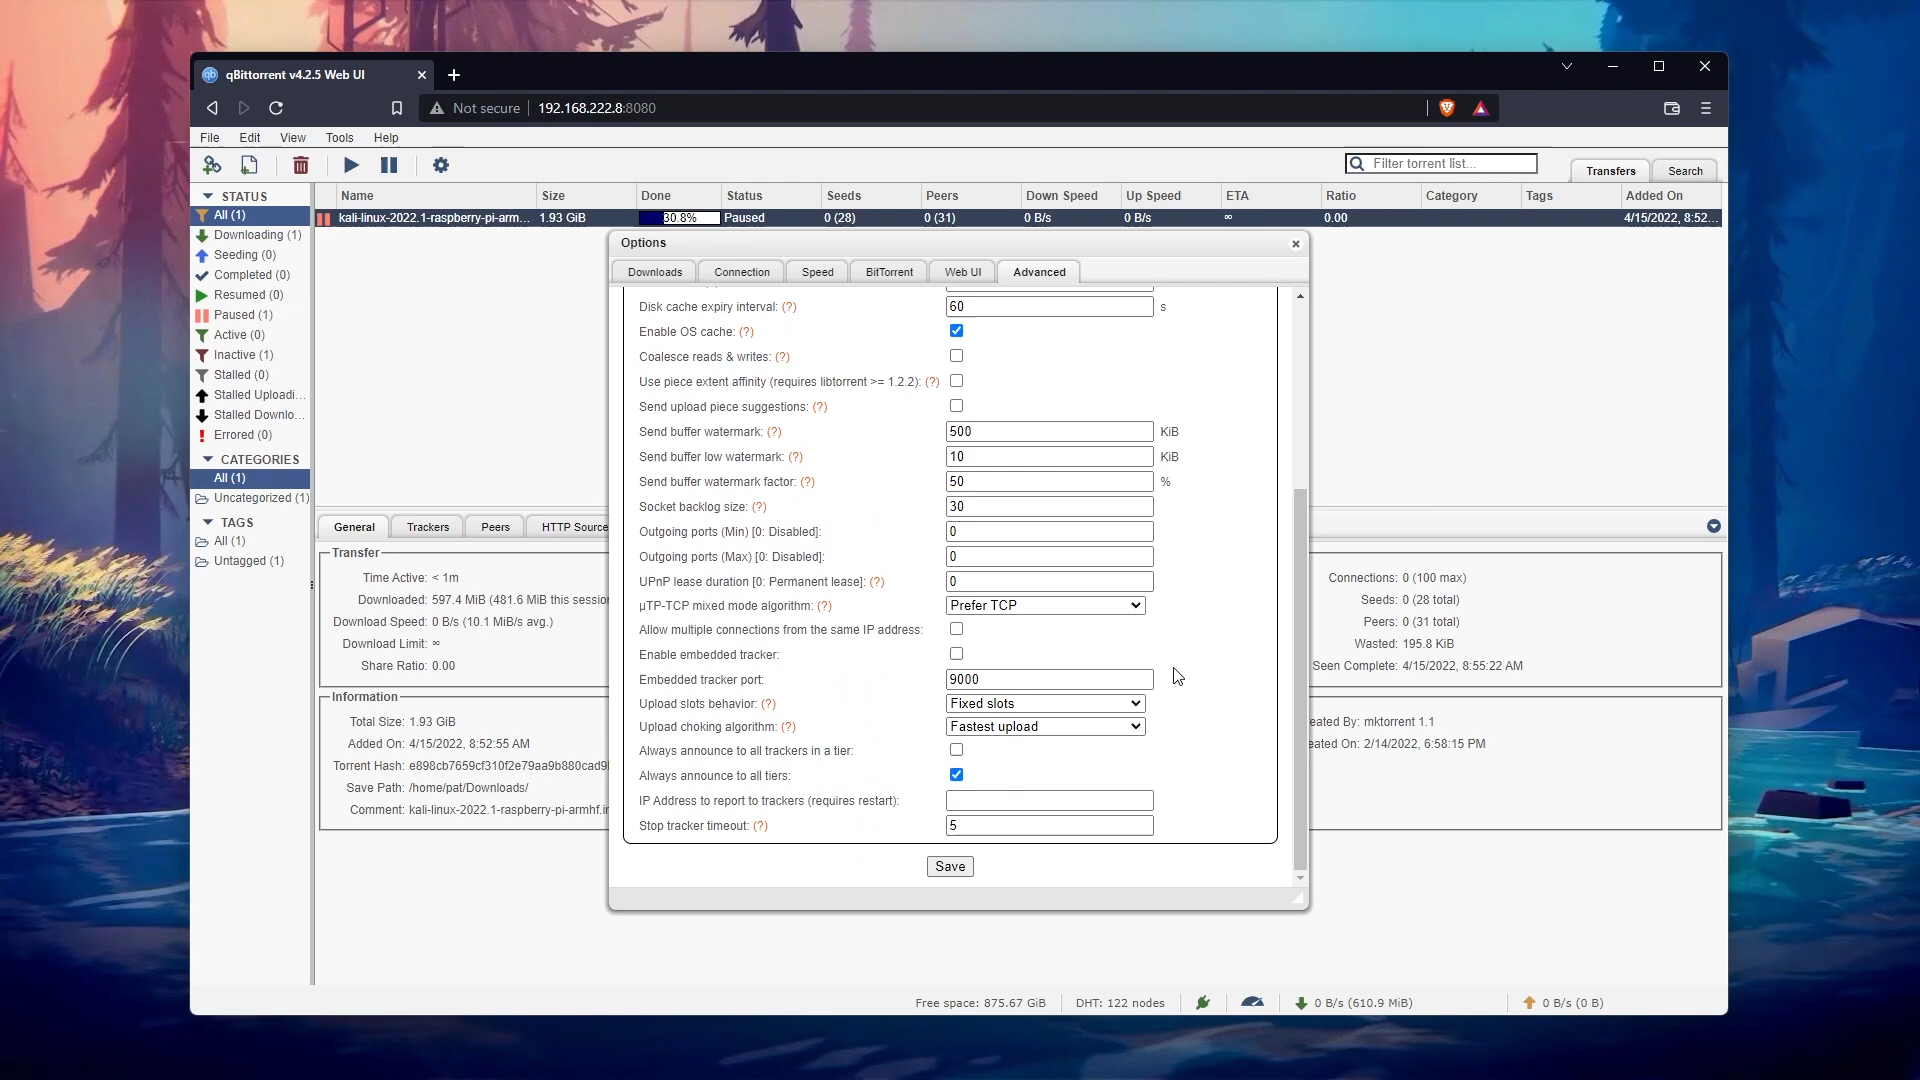 qBittorrent v4.2.5 Web UI
Not secure
192.168.222.8:8080
File Edit View Tools Help
Filter torrent list...
Transfers Search
Name Size Done Status Seeds Peers Down Speed Up Speed ETA Ratio Category Tags Added On
kali-linux-2022.1-raspberry-pi-arm... 1.93 GiB 30.8% Paused 0 (28) 0 (31) 0 B/s 0 B/s ∞ 0.00 4/15/2022, 8:52...
STATUS
All (1)
Downloading (1)
Seeding (0)
Completed (0)
Resumed (0)
Paused (1)
Active (0)
Inactive (1)
Stalled (0)
Stalled Uploadi...
Stalled Downlo...
Errored (0)
CATEGORIES
All (1)
Uncategorized (1)
TAGS
All (1)
Untagged (1)
Options
Downloads Connection Speed BitTorrent Web UI Advanced
Disk cache expiry interval: (?) 60 s
Enable OS cache: (?)
Coalesce reads & writes: (?)
Use piece extent affinity (requires libtorrent >= 1.2.2): (?)
Send upload piece suggestions: (?)
Send buffer watermark: (?) 500 KiB
Send buffer low watermark: (?) 10 KiB
Send buffer watermark factor: (?) 50 %
Socket backlog size: (?) 30
Outgoing ports (Min) [0: Disabled]: 0
Outgoing ports (Max) [0: Disabled]: 0
UPnP lease duration [0: Permanent lease]: (?) 0
μTP-TCP mixed mode algorithm: (?) Prefer TCP
Allow multiple connections from the same IP address:
Enable embedded tracker:
Embedded tracker port: 9000
Upload slots behavior: (?) Fixed slots
Upload choking algorithm: (?) Fastest upload
Always announce to all trackers in a tier:
Always announce to all tiers:
IP Address to report to trackers (requires restart):
Stop tracker timeout: (?) 5
Save
General Trackers Peers HTTP Source
Transfer
Time Active: < 1m
Downloaded: 597.4 MiB (481.6 MiB this session
Download Speed: 0 B/s (10.1 MiB/s avg.)
Download Limit: ∞
Share Ratio: 0.00
Connections: 0 (100 max)
Seeds: 0 (28 total)
Peers: 0 (31 total)
Wasted: 195.8 KiB
Seen Complete: 4/15/2022, 8:55:22 AM
Information
Total Size: 1.93 GiB
Added On: 4/15/2022, 8:52:55 AM
Torrent Hash: e898cb7659cf310f2e79aa9b880cad9
Save Path: /home/pat/Downloads/
Comment: kali-linux-2022.1-raspberry-pi-armhf.i
eated By: mktorrent 1.1
eated On: 2/14/2022, 6:58:15 PM
Free space: 875.67 GiB DHT: 122 nodes 0 B/s (610.9 MiB) 0 B/s (0 B)